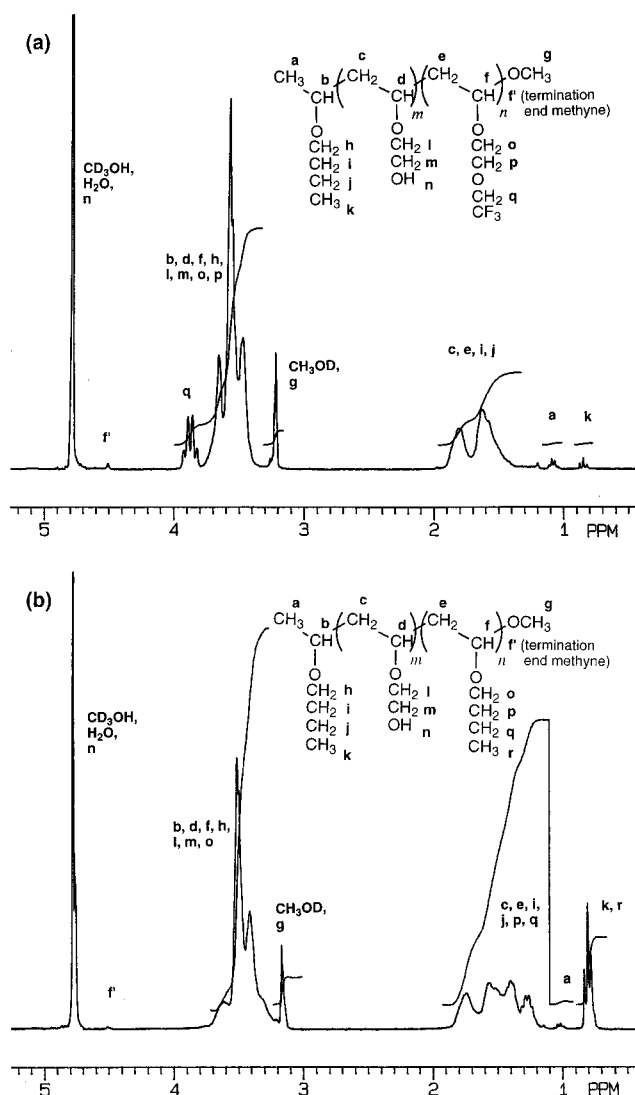 (a)
a
c
e
g
CH3
b
CH2
d
CH2
f
OCH3
CH
CH
m
CH
n
f' (termination
end methyne)
O
O
O
CH2 h
CH2 l
CH2 o
CH2 i
CH2 m
CH2 p
CH2 j
OH n
O
CH3 k
CH2 q
CF3
CD3OH,
H2O,
n
b, d, f, h,
l, m, o, p
CH3OD,
g
c, e, i, j
q
a
k
f'
5 4 3 2 1 PPM
(b)
a
c
e
g
CH3
b
CH2
d
CH2
f
OCH3
CH
CH
m
CH
n
f' (termination
end methyne)
O
O
O
CH2 h
CH2 l
CH2 o
CH2 i
CH2 m
CH2 p
CH2 j
OH n
CH2 q
CH3 k
CH3 r
CD3OH,
H2O,
n
b, d, f, h,
l, m, o
CH3OD,
g
c, e, i,
j, p, q
k, r
a
f'
5 4 3 2 1 PPM